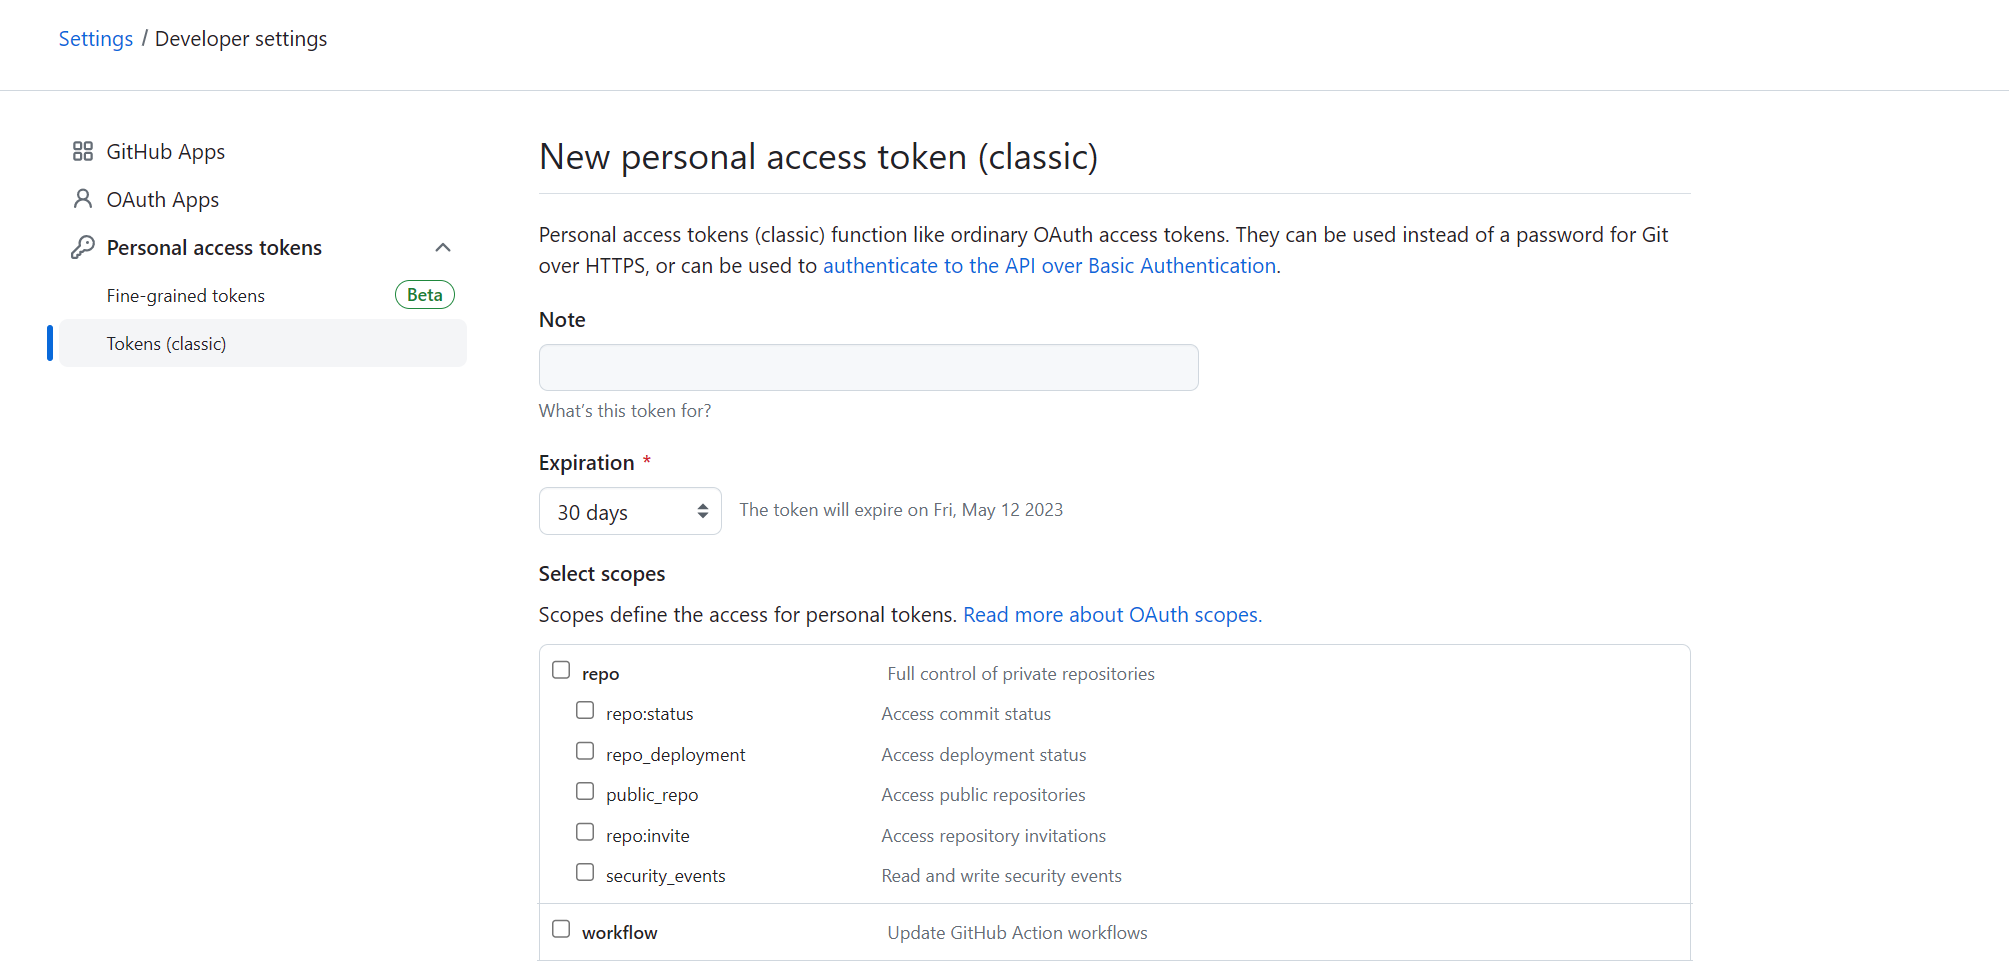 Settings / Developer settings
GitHub Apps
OAuth Apps
Personal access tokens
Fine-grained tokens Beta
Tokens (classic)
New personal access token (classic)
Personal access tokens (classic) function like ordinary OAuth access tokens. They can be used instead of a password for Git
over HTTPS, or can be used to authenticate to the API over Basic Authentication.
Note
What's this token for?
Expiration *
30 days The token will expire on Fri, May 12 2023
Select scopes
Scopes define the access for personal tokens. Read more about OAuth scopes.
repo Full control of private repositories
repo:status Access commit status
repo_deployment Access deployment status
public_repo Access public repositories
repo:invite Access repository invitations
security_events Read and write security events
workflow Update GitHub Action workflows